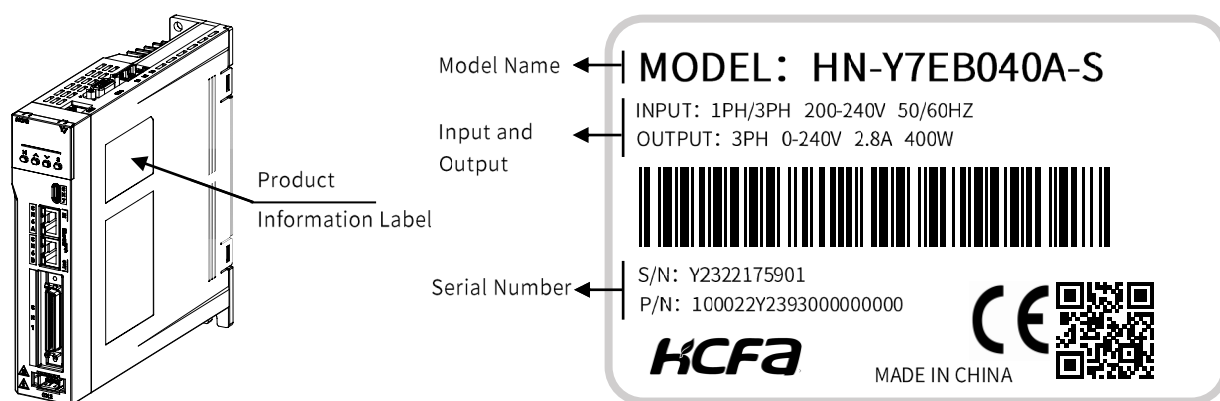 Product
Information Label
Model Name
MODEL: HN-Y7EB040A-S
Input and
Output
INPUT: 1PH/3PH 200-240V 50/60HZ
OUTPUT: 3PH 0-240V 2.8A 400W
Serial Number
S/N: Y2322175901
P/N: 100022Y2393000000000
HCFA
CE
MADE IN CHINA